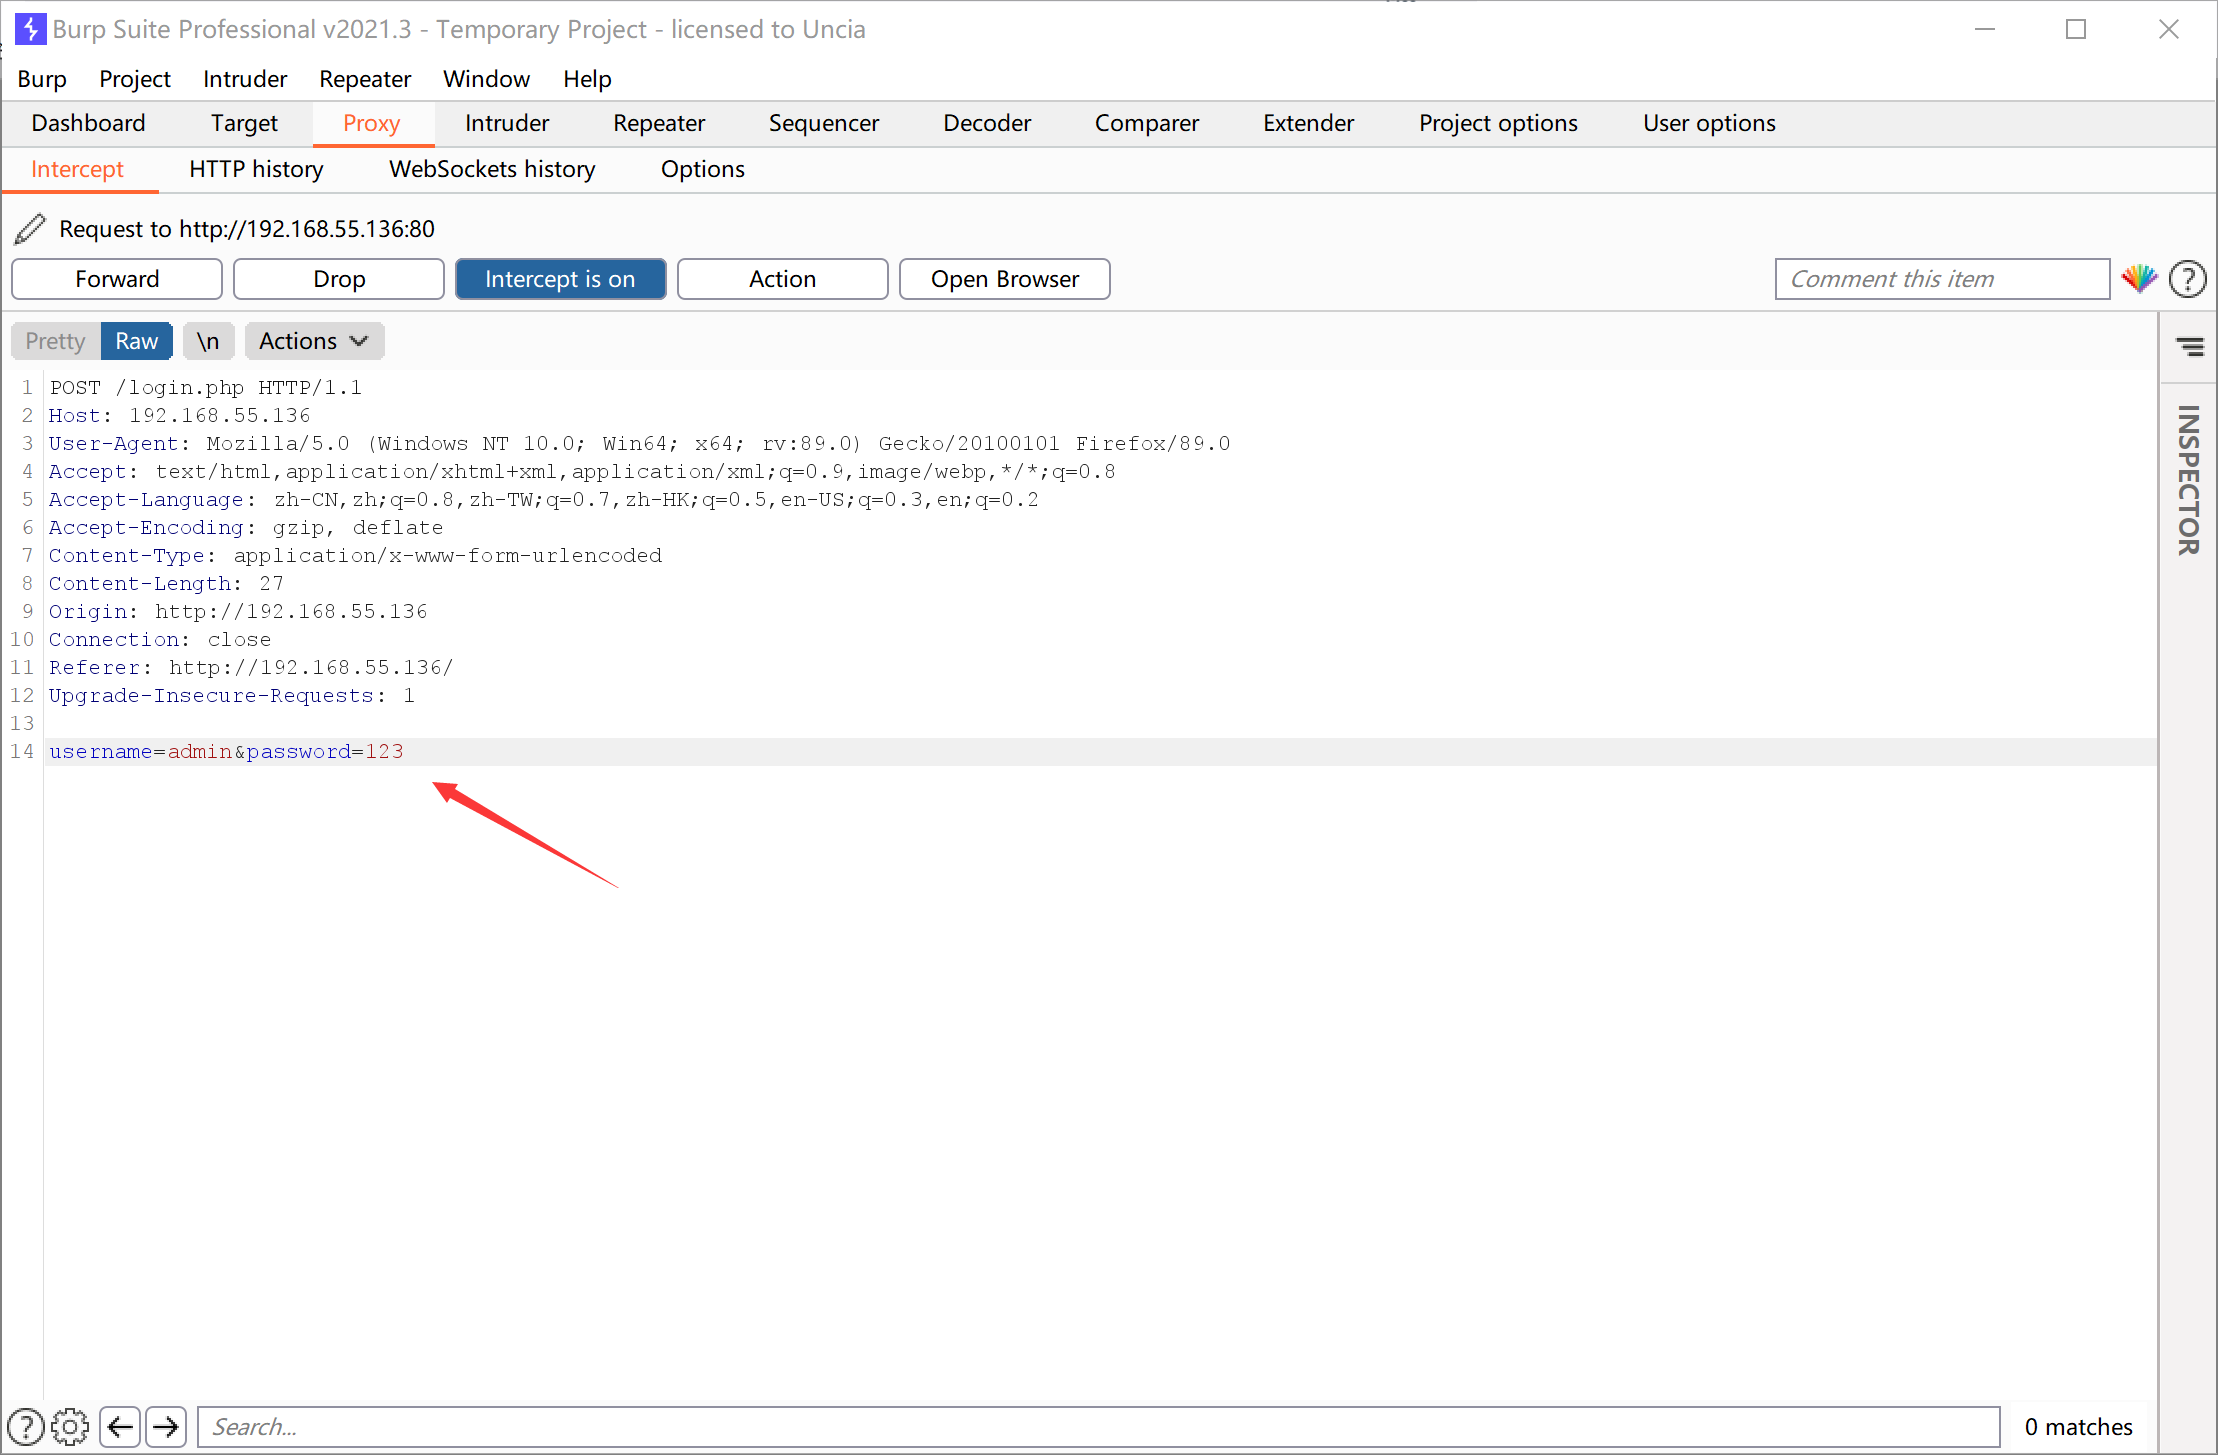 Burp Suite Professional v2021.3 - Temporary Project - licensed to Uncia
Burp Project Intruder Repeater Window Help
Dashboard Target Proxy Intruder Repeater Sequencer Decoder Comparer Extender Project options User options
Intercept HTTP history WebSockets history Options
Request to http://192.168.55.136:80
Forward Drop Intercept is on Action Open Browser Comment this item ?
Pretty Raw \n Actions
INSPECTOR
1 POST /login.php HTTP/1.1
2 Host: 192.168.55.136
3 User-Agent: Mozilla/5.0 (Windows NT 10.0; Win64; x64; rv:89.0) Gecko/20100101 Firefox/89.0
4 Accept: text/html,application/xhtml+xml,application/xml;q=0.9,image/webp,*/*;q=0.8
5 Accept-Language: zh-CN,zh;q=0.8,zh-TW;q=0.7,zh-HK;q=0.5,en-US;q=0.3,en;q=0.2
6 Accept-Encoding: gzip, deflate
7 Content-Type: application/x-www-form-urlencoded
8 Content-Length: 27
9 Origin: http://192.168.55.136
10 Connection: close
11 Referer: http://192.168.55.136/
12 Upgrade-Insecure-Requests: 1
13
14 username=admin&password=123
? Search... 0 matches